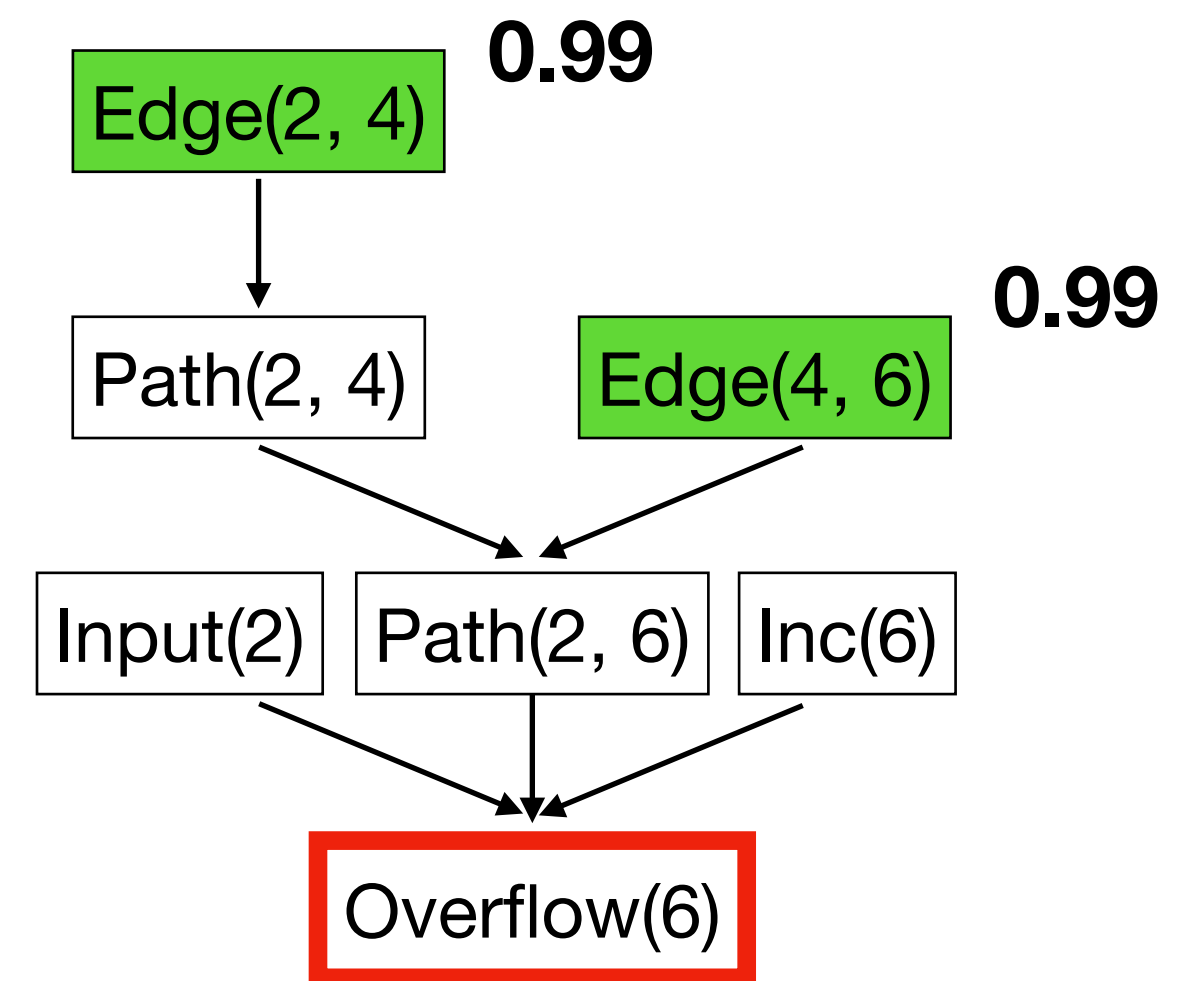 0.99
Edge(2, 4)
0.99
Path(2, 4)
Edge(4, 6)
Input(2)
Path(2, 6)
Inc(6)
Overflow(6)